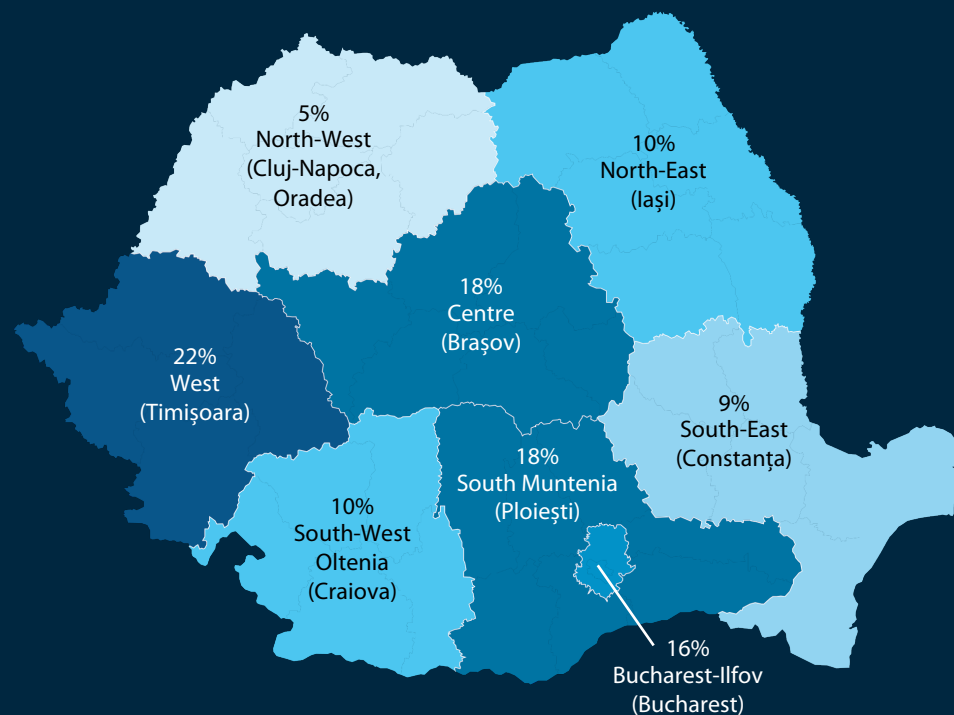 5%
North-West
(Cluj-Napoca,
Oradea)
10%
North-East
(Iași)
18%
Centre
(Brașov)
22%
West
(Timișoara)
9%
South-East
(Constanța)
18%
South Muntenia
(Ploiești)
10%
South-West
Oltenia
(Craiova)
16%
Bucharest-Ilfov
(Bucharest)